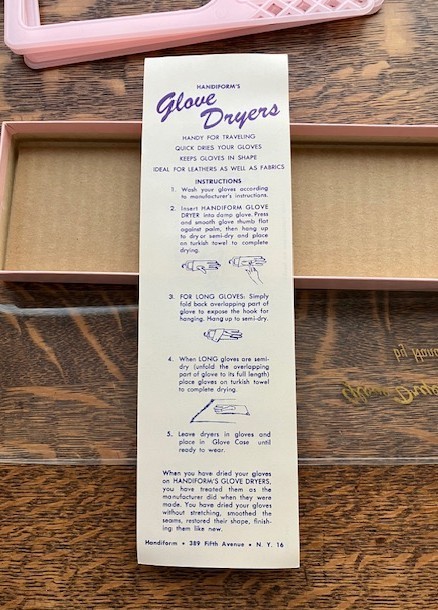 HANDIFORM'S
Glove
Dryers
HANDY FOR TRAVELING
QUICK DRIES YOUR GLOVES
KEEPS GLOVES IN SHAPE
IDEAL FOR LEATHERS AS WELL AS FABRICS
INSTRUCTIONS
1. Wash your gloves according
to manufacturer's instructions.
2. Insert HANDIFORM GLOVE
DRYER into damp glove. Press
and smooth glove thumb flat
against palm, then hang up
to dry or semi-dry and place
on turkish towel to complete
drying.
3. FOR LONG GLOVES: Simply
fold back overlapping part
of glove to expose the hook for
hanging. Hang up to semi-dry.
4. When LONG gloves are semi-
dry (unfold the overlapping
part of glove to its full length)
place gloves on turkish towel
to complete drying.
5. Leave dryers in gloves and
place in Glove Case until
ready to wear.
When you have dried your gloves
on HANDIFORM'S GLOVE DRYERS,
you have treated them as the
manufacturer did when they were
made. You have dried your gloves
without stretching, smoothed the
seams, restored their shape, finish-
ing them like new.
Handiform • 389 Fifth Avenue • N. Y. 16